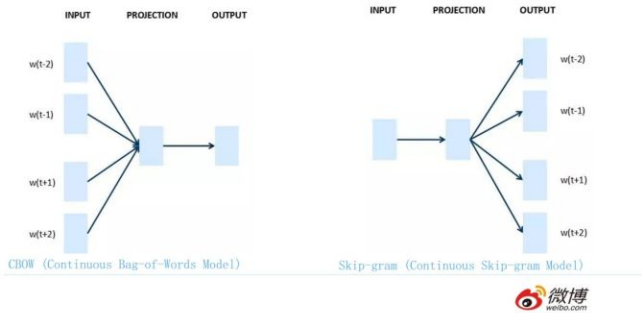 INPUT PROJECTION OUTPUT
w(t-2)
w(t-1)
w(t+1)
w(t+2)
CBOW (Continuous Bag-of-Words Model)
INPUT PROJECTION OUTPUT
w(t-2)
w(t-1)
w(t+1)
w(t+2)
Skip-gram (Continuous Skip-gram Model)
微博
weibo.com